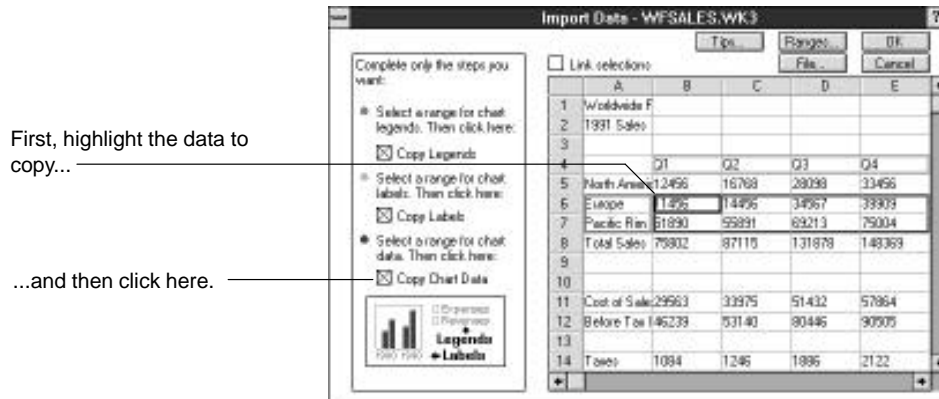 Import Data - WFSALES.WK3
?
Tips...
Ranges...
OK
Link selections
File...
Cancel
First, highlight the data to
copy...
...and then click here.
Complete only the steps you
want:
Select a range for chart
legends. Then click here:
Copy Legends
Select a range for chart
labels. Then click here:
Copy Labels
Select a range for chart
data. Then click here:
Copy Chart Data
Expenses
Revenues
Legends
1980 1990
Labels
A B C D E
1 Worldwide F
2 1991 Sales
3
4 Q1 Q2 Q3 Q4
5 North Ameri 12456 16768 28098 33456
6 Europe 11456 14456 34567 39909
7 Pacific Rim 51890 55891 69213 75004
8 Total Sales 75802 87115 131878 148369
9
10
11 Cost of Sale 29563 33975 51432 57864
12 Before Tax I 46239 53140 80446 90505
13
14 Taxes 1084 1246 1886 2122